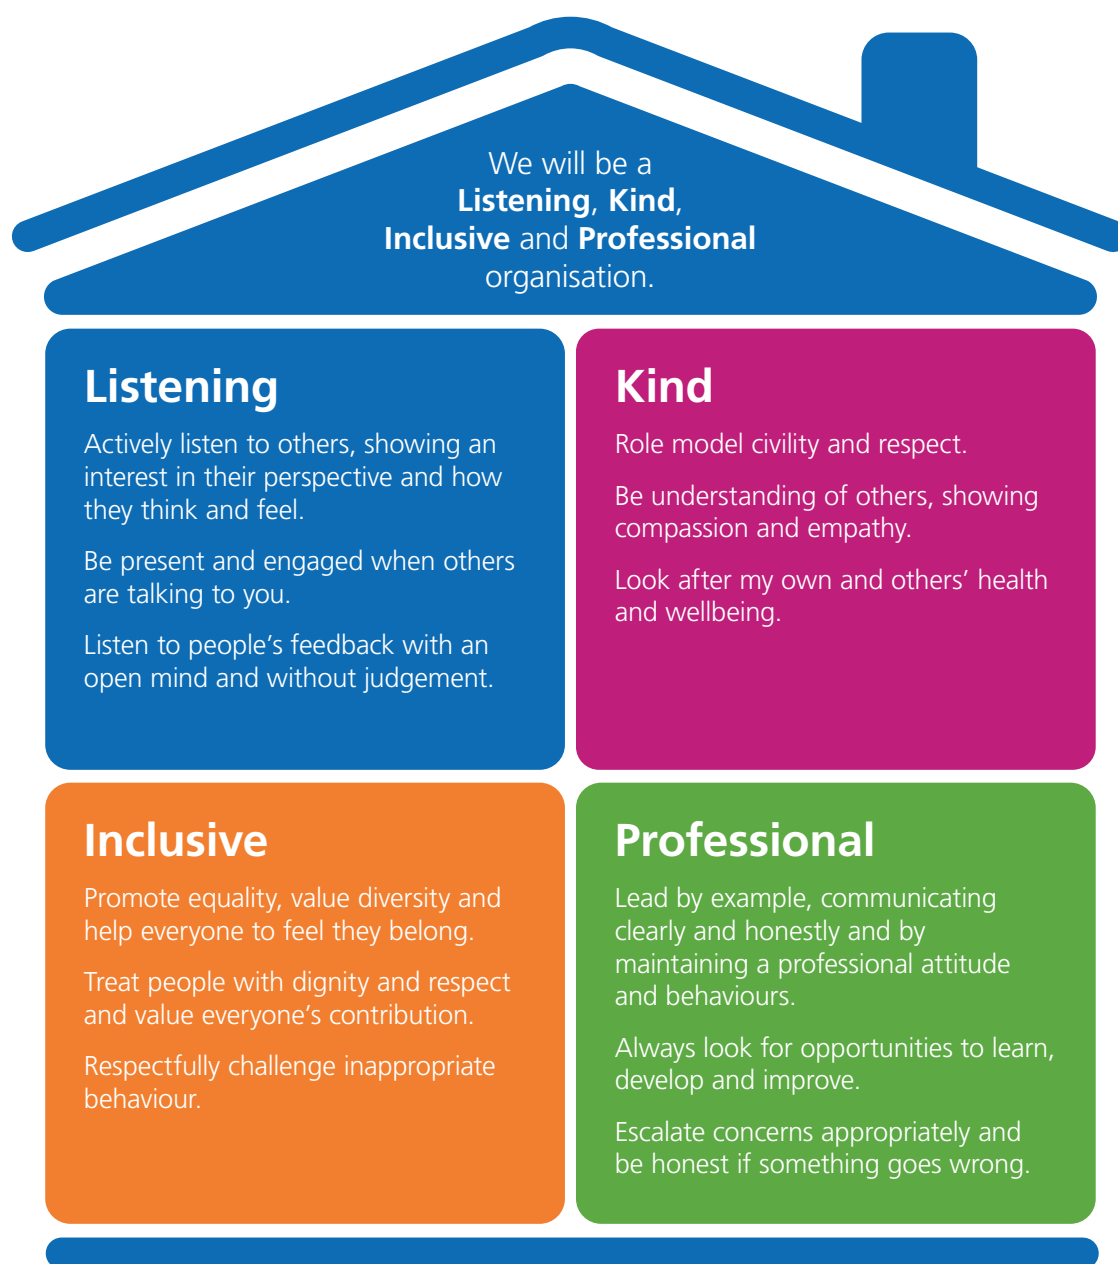 We will be a
Listening, Kind,
Inclusive and Professional
organisation.
Listening
Actively listen to others, showing an
interest in their perspective and how
they think and feel.
Be present and engaged when others
are talking to you.
Listen to people’s feedback with an
open mind and without judgement.
Kind
Role model civility and respect.
Be understanding of others, showing
compassion and empathy.
Look after my own and others’ health
and wellbeing.
Inclusive
Promote equality, value diversity and
help everyone to feel they belong.
Treat people with dignity and respect
and value everyone’s contribution.
Respectfully challenge inappropriate
behaviour.
Professional
Lead by example, communicating
clearly and honestly and by
maintaining a professional attitude
and behaviours.
Always look for opportunities to learn,
develop and improve.
Escalate concerns appropriately and
be honest if something goes wrong.